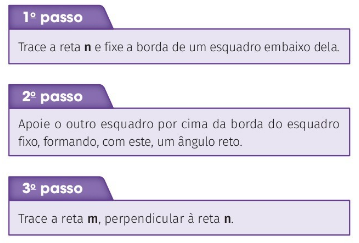 1º passo
Trace a reta n e fixe a borda de um esquadro embaixo dela.
2º passo
Apoie o outro esquadro por cima da borda do esquadro
fixo, formando, com este, um ângulo reto.
3º passo
Trace a reta m, perpendicular à reta n.